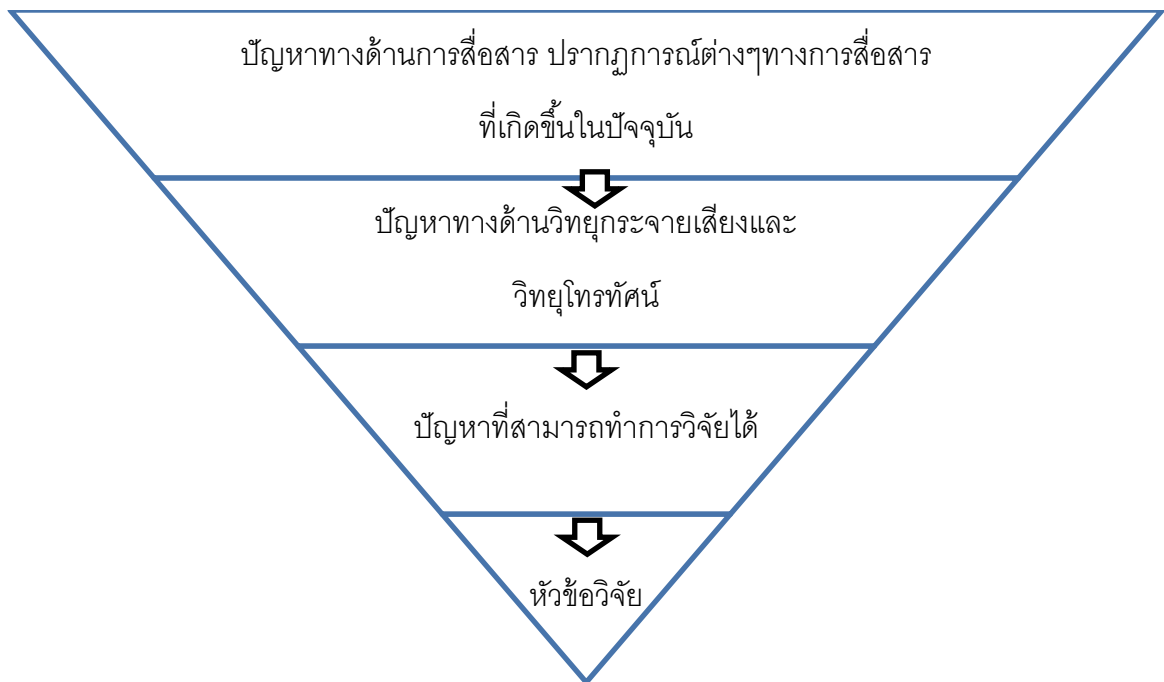 ปัญหาทางด้านการสื่อสาร ปรากฏการณ์ต่างๆทางการสื่อสาร
ที่เกิดขึ้นในปัจจุบัน
ปัญหาทางด้านวิทยุกระจายเสียงและ
วิทยุโทรทัศน์
ปัญหาที่สามารถทำการวิจัยได้
หัวข้อวิจัย